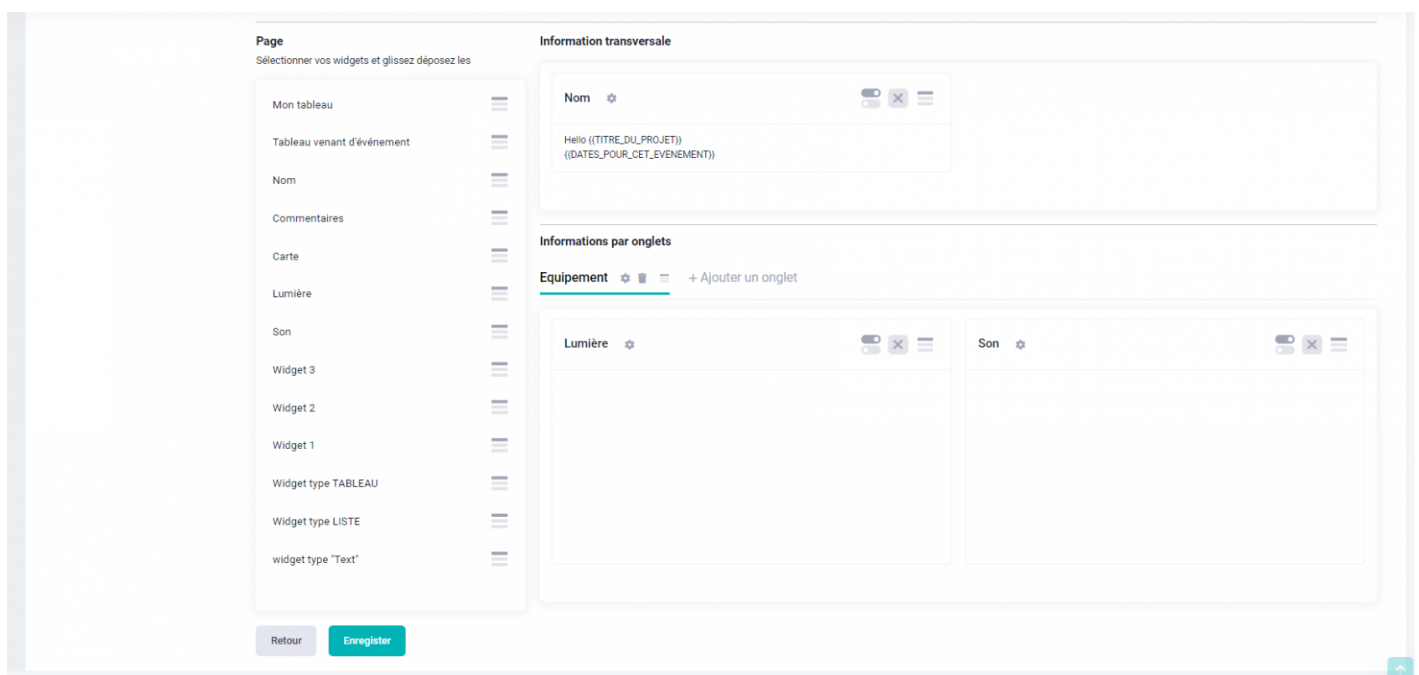 Page
Sélectionner vos widgets et glissez déposez les
Mon tableau
Tableau venant d'événement
Nom
Commentaires
Carte
Lumière
Son
Widget 3
Widget 2
Widget 1
Widget type TABLEAU
Widget type LISTE
widget type "Text"
Retour
Enregister
Information transversale
Nom
Hello {{TITRE_DU_PROJET}}
{{DATES_POUR_CET_EVENEMENT}}
Informations par onglets
Equipement
+ Ajouter un onglet
Lumière
Son